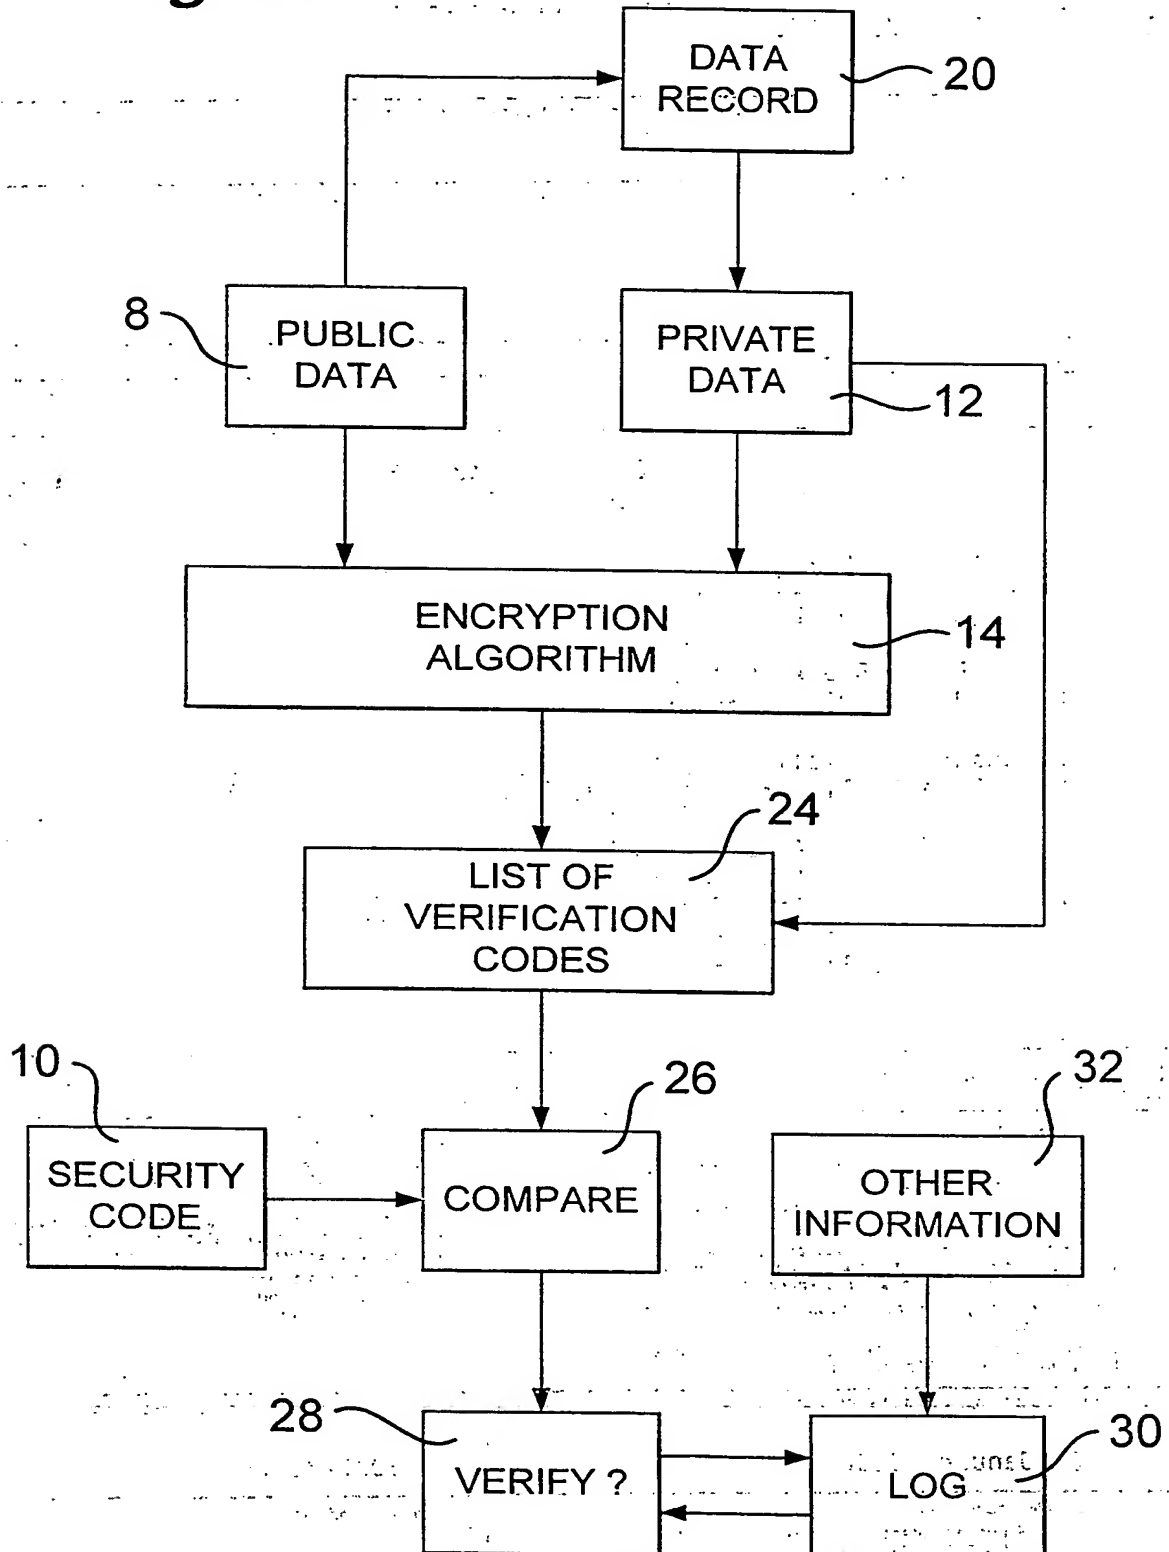 DATA
RECORD
20
8
PUBLIC
DATA
PRIVATE
DATA
12
ENCRYPTION
ALGORITHM
14
24
LIST OF
VERIFICATION
CODES
10
26
32
SECURITY
CODE
COMPARE
OTHER
INFORMATION
28
30
VERIFY ?
LOG